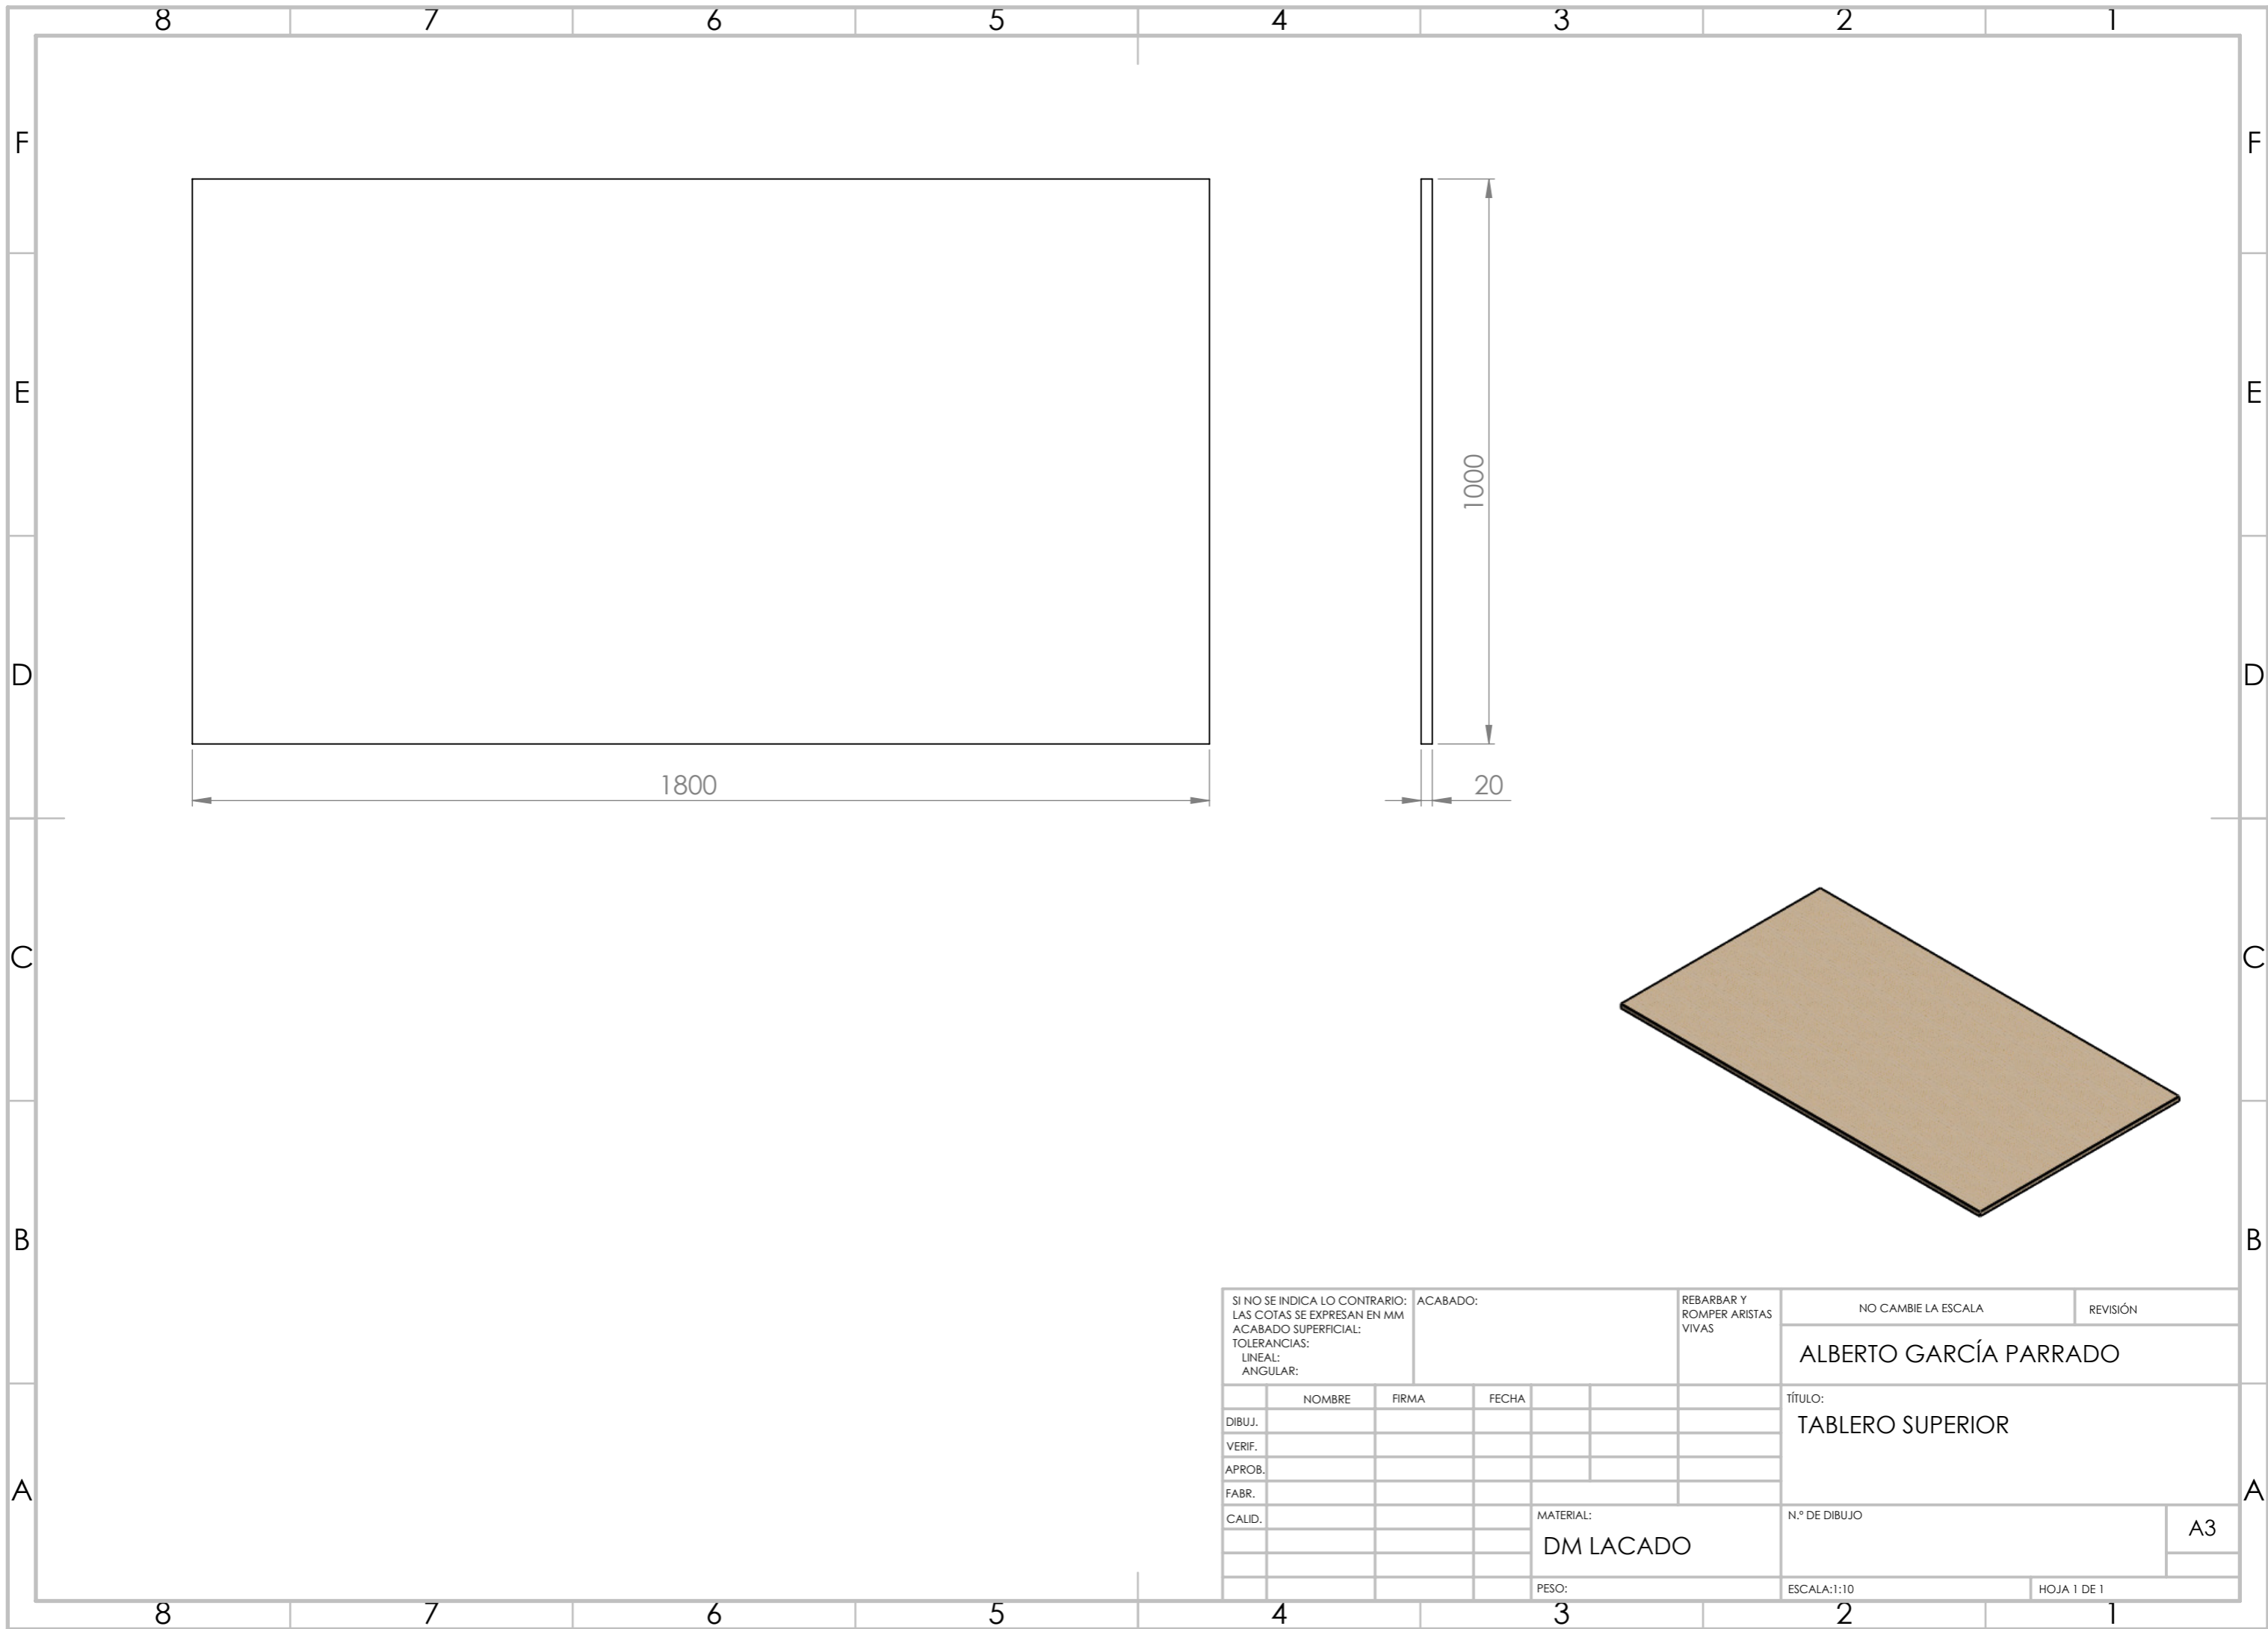 8 7 6 5 4 3 2 1
F F
E E
D D
C C
B B
A A
1800
1000
20
SI NO SE INDICA LO CONTRARIO:
LAS COTAS SE EXPRESAN EN MM
ACABADO SUPERFICIAL:
TOLERANCIAS:
LINEAL:
ANGULAR:
ACABADO:
REBARBAR Y
ROMPER ARISTAS
VIVAS
NO CAMBIE LA ESCALA
REVISIÓN
ALBERTO GARCÍA PARRADO
NOMBRE FIRMA FECHA
DIBUJ.
VERIF.
APROB.
FABR.
CALID.
TÍTULO:
TABLERO SUPERIOR
MATERIAL:
DM LACADO
N.º DE DIBUJO
A3
PESO:
ESCALA:1:10
HOJA 1 DE 1
8 7 6 5 4 3 2 1